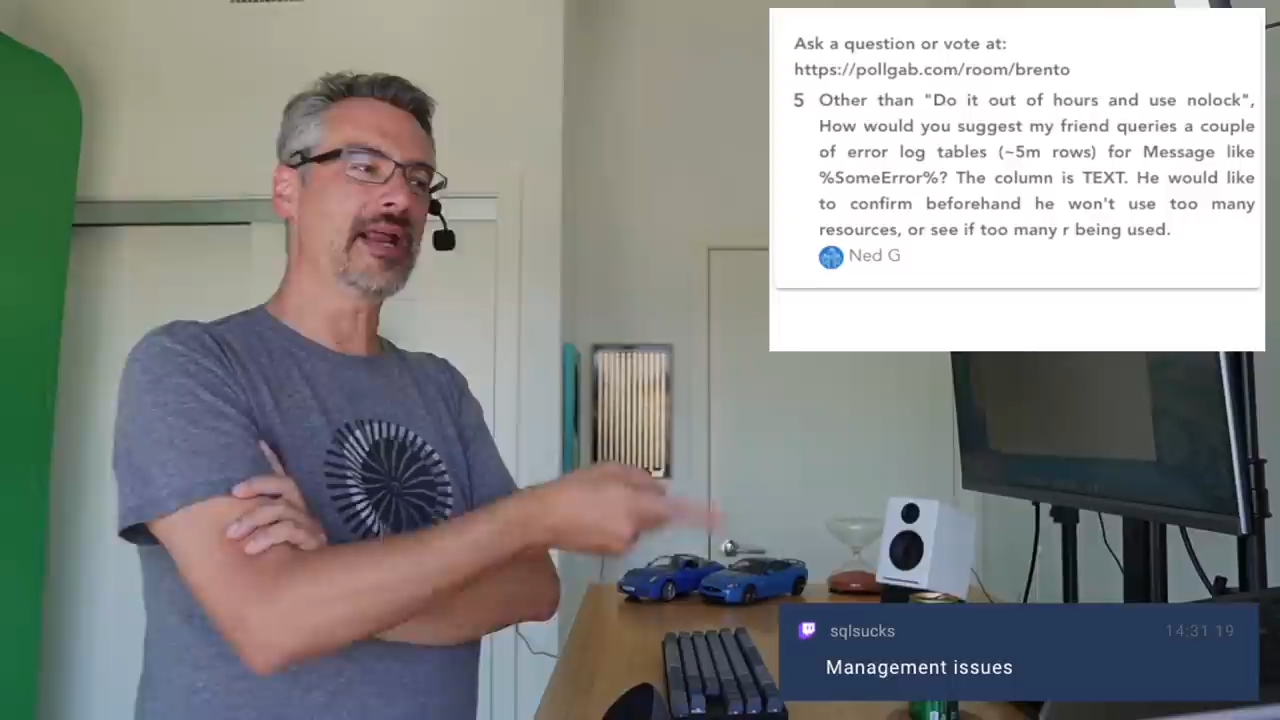 Ask a question or vote at:
https://pollgab.com/room/brento
5 Other than "Do it out of hours and use nolock",
How would you suggest my friend queries a couple
of error log tables (~5m rows) for Message like
%SomeError%? The column is TEXT. He would like
to confirm beforehand he won't use too many
resources, or see if too many r being used.
Ned G
sqlsucks 14:31 19
Management issues